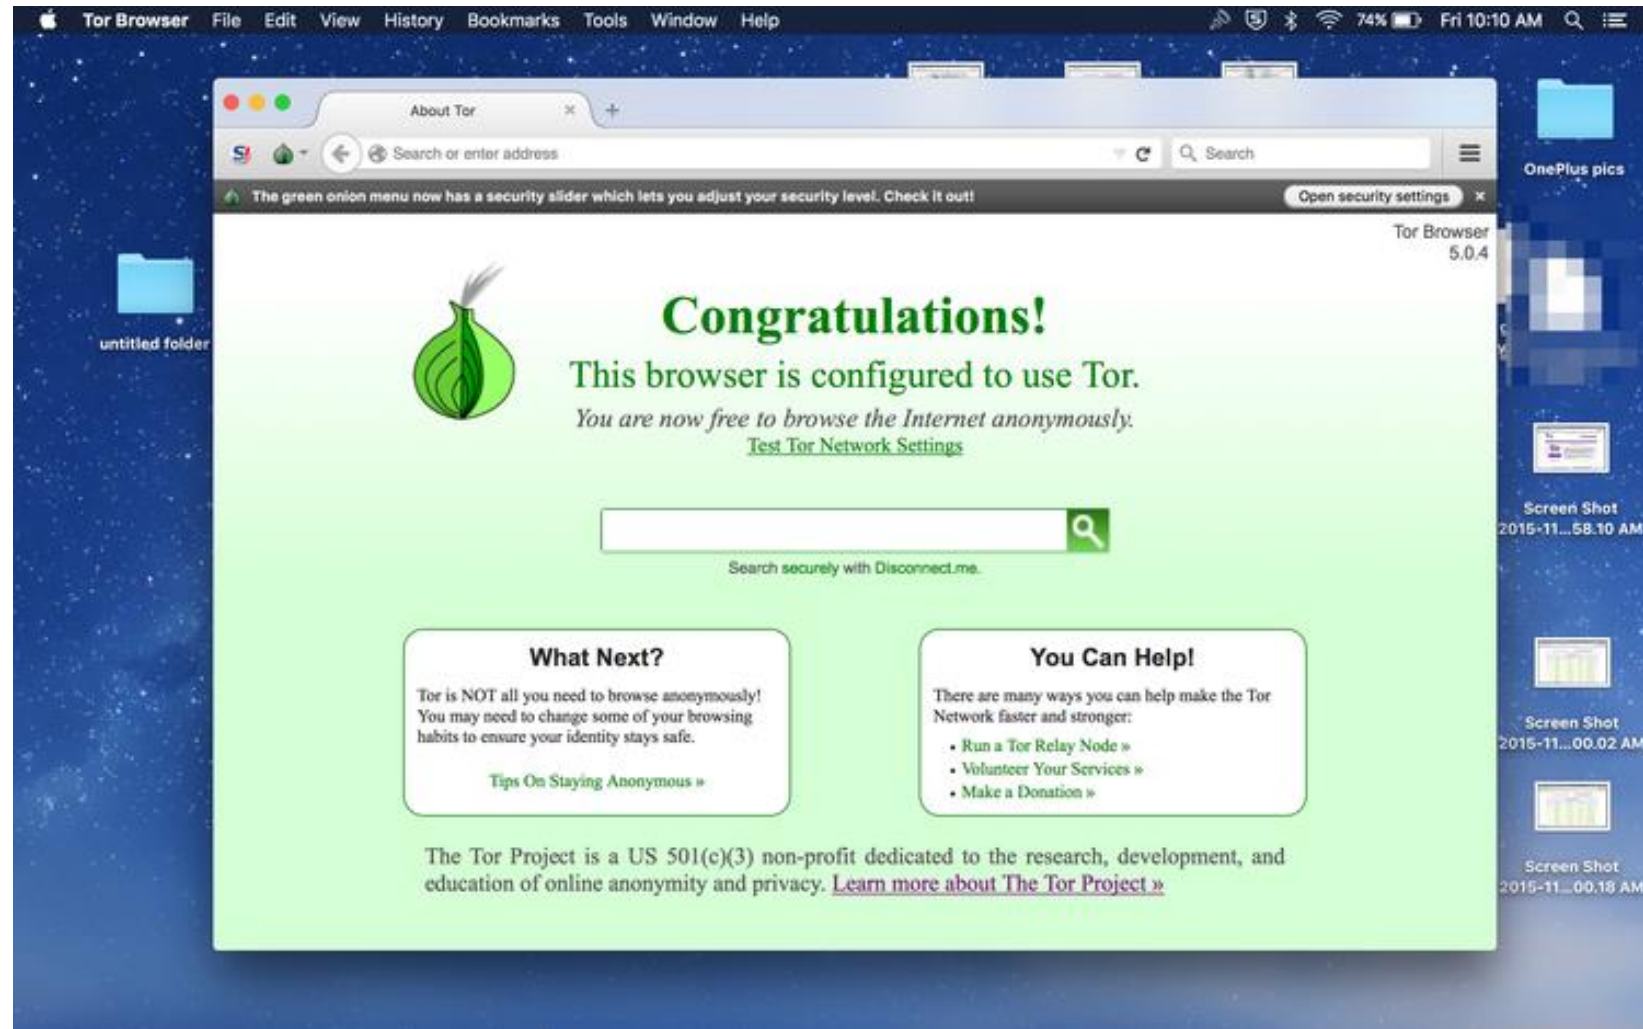 Tor Browser File Edit View History Bookmarks Tools Window Help 74% Fri 10:10 AM
About Tor
Search or enter address
Search
The green onion menu now has a security slider which lets you adjust your security level. Check it out!
Open security settings
Tor Browser
5.0.4
Congratulations!
This browser is configured to use Tor.
You are now free to browse the Internet anonymously.
Test Tor Network Settings
Search securely with Disconnect.me.
What Next?
Tor is NOT all you need to browse anonymously!
You may need to change some of your browsing
habits to ensure your identity stays safe.
Tips On Staying Anonymous »
You Can Help!
There are many ways you can help make the Tor
Network faster and stronger:
• Run a Tor Relay Node »
• Volunteer Your Services »
• Make a Donation »
The Tor Project is a US 501(c)(3) non-profit dedicated to the research, development, and
education of online anonymity and privacy. Learn more about The Tor Project »
untitled folder
OnePlus pics
Screen Shot
2015-11...58.10 AM
Screen Shot
2015-11...00.02 AM
Screen Shot
2015-11...00.18 AM